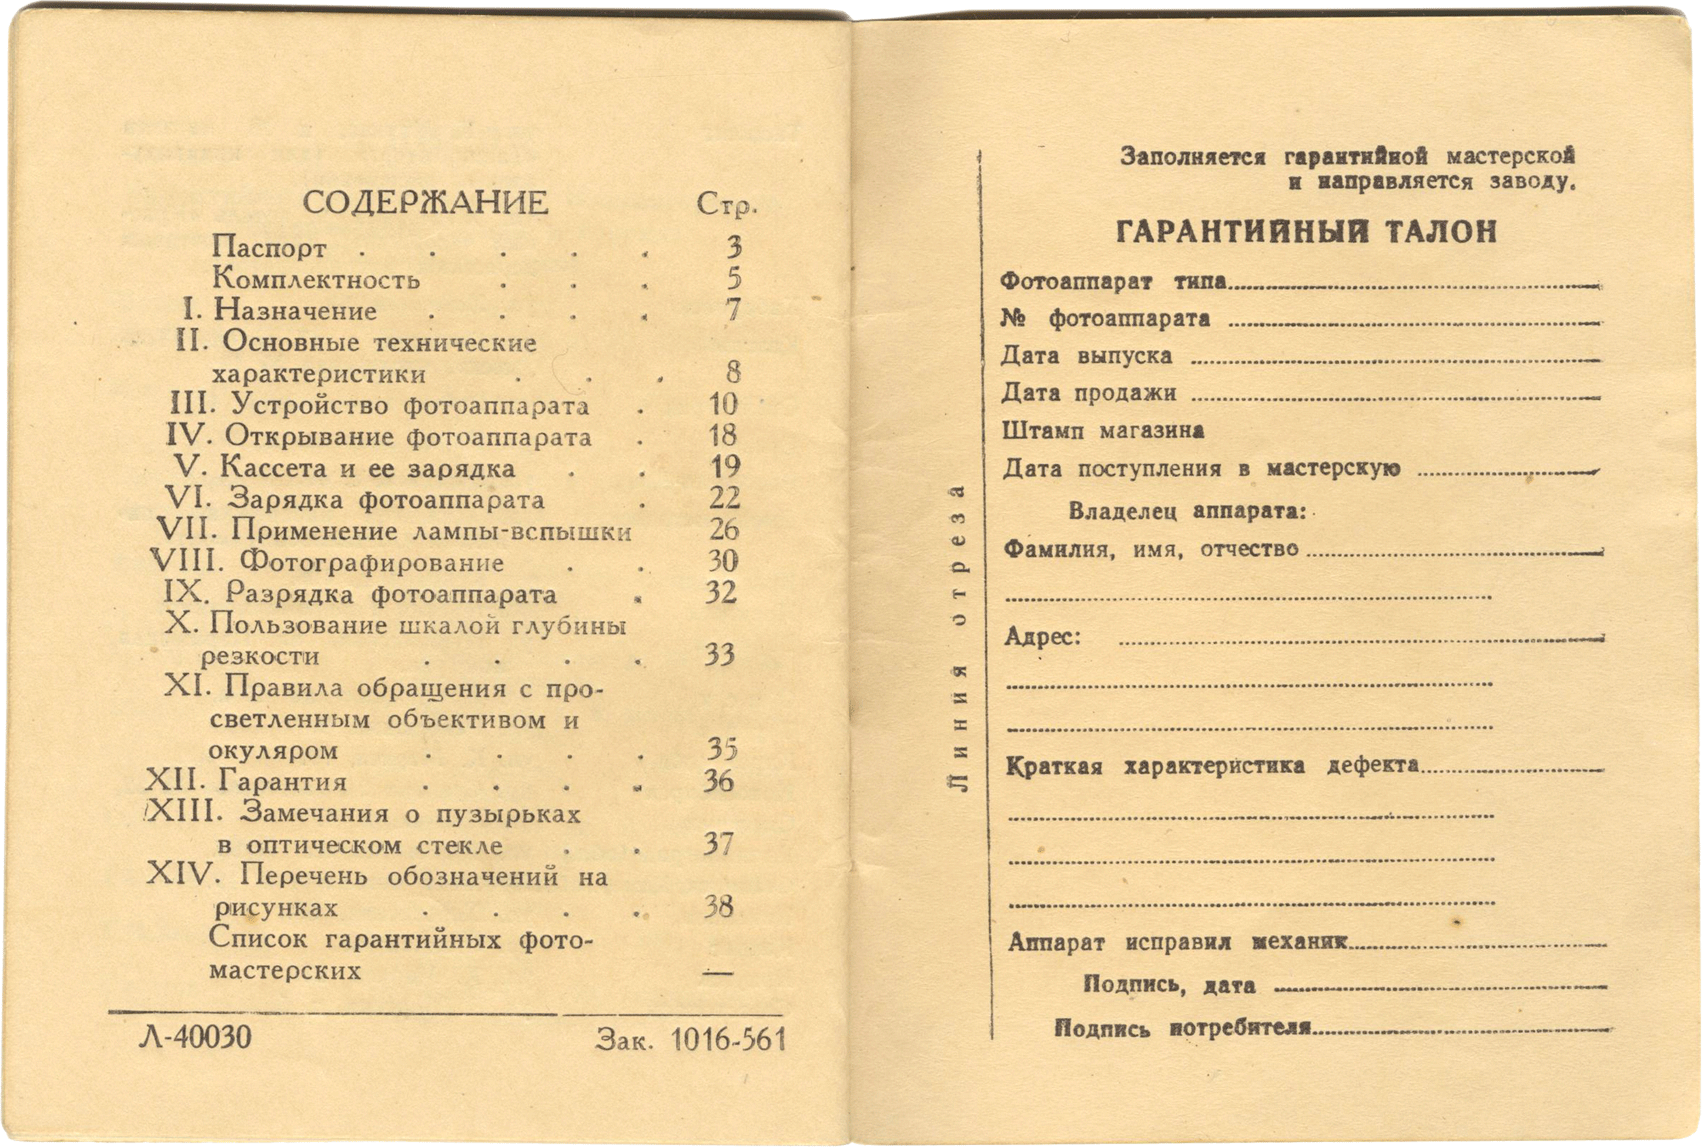 СОДЕРЖАНИЕ Стр.
Паспорт . . . . . 3
Комплектность . . . 5
I. Назначение . . . . 7
II. Основные технические
характеристики . . . 8
III. Устройство фотоаппарата . 10
IV. Открывание фотоаппарата . 18
V. Кассета и ее зарядка . . 19
VI. Зарядка фотоаппарата . 22
VII. Применение лампы-вспышки 26
VIII. Фотографирование . . 30
IX. Разрядка фотоаппарата . 32
X. Пользование шкалой глубины
резкости . . . . 33
XI. Правила обращения с про-
светленным объективом и
окуляром . . . . 35
XII. Гарантия . . . . 36
XIII. Замечания о пузырьках
в оптическом стекле . . 37
XIV. Перечень обозначений на
рисунках . . . . 38
Список гарантийных фото-
мастерских —
Л-40030 Зак. 1016-561
Линия отреза
Заполняется гарантийной мастерской
и направляется заводу.
ГАРАНТИЙНЫЙ ТАЛОН
Фотоаппарат типа
№ фотоаппарата
Дата выпуска
Дата продажи
Штамп магазина
Дата поступления в мастерскую
Владелец аппарата:
Фамилия, имя, отчество
Адрес:
Краткая характеристика дефекта
Аппарат исправил механик
Подпись, дата
Подпись потребителя